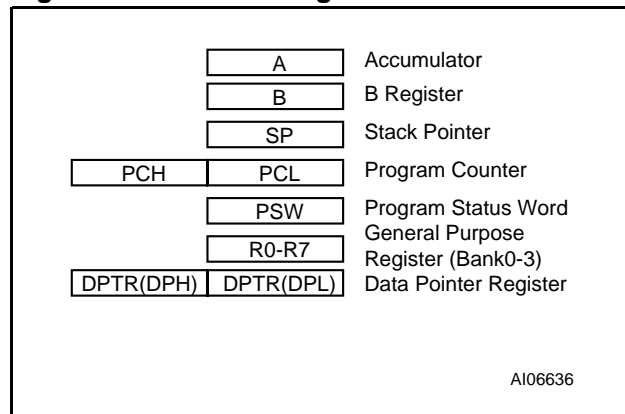 A Accumulator
B B Register
SP Stack Pointer
PCH PCL Program Counter
PSW Program Status Word
R0-R7 General Purpose
Register (Bank0-3)
DPTR(DPH) DPTR(DPL) Data Pointer Register
AI06636